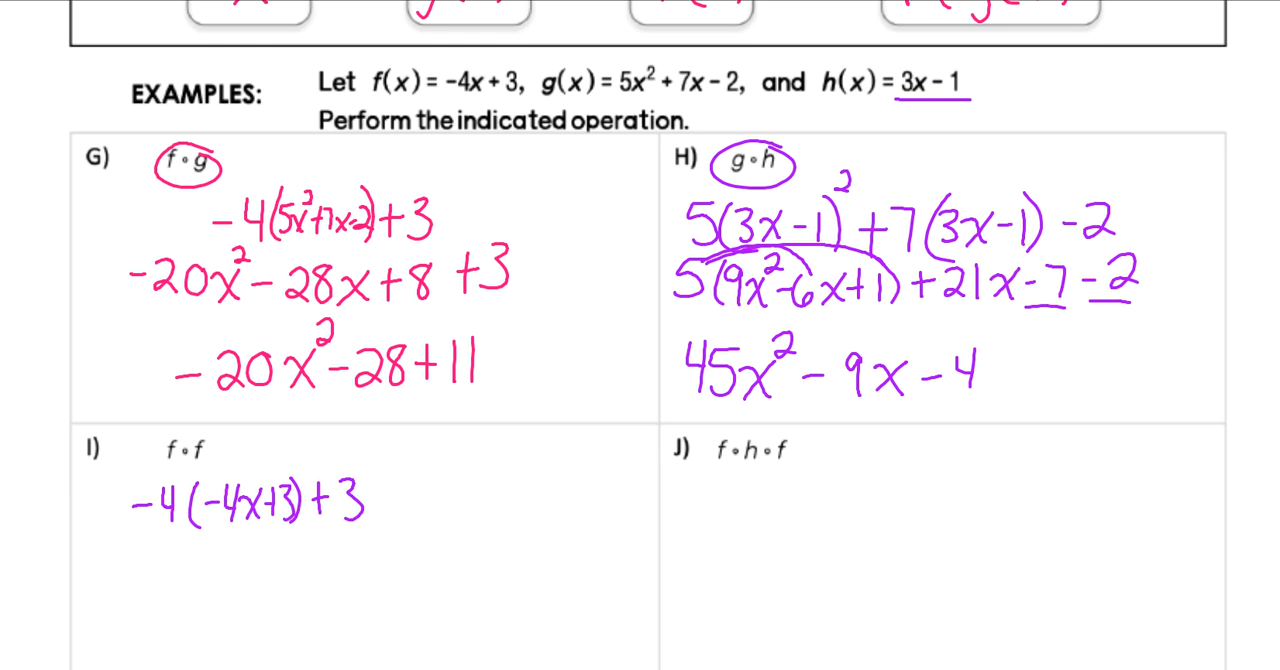 EXAMPLES: Let f(x) = -4x + 3, g(x) = 5x² + 7x - 2, and h(x) = 3x - 1
Perform the indicated operation.
G) f∘g
-4(5x²+7x-2)+3
-20x² - 28x + 8 + 3
-20x² - 28 + 11
H) g∘h
5(3x-1)² + 7(3x-1) - 2
5(9x²-6x+1) + 21x - 7 - 2
45x² - 9x - 4
I) f∘f
-4(-4x+3) + 3
J) f∘h∘f